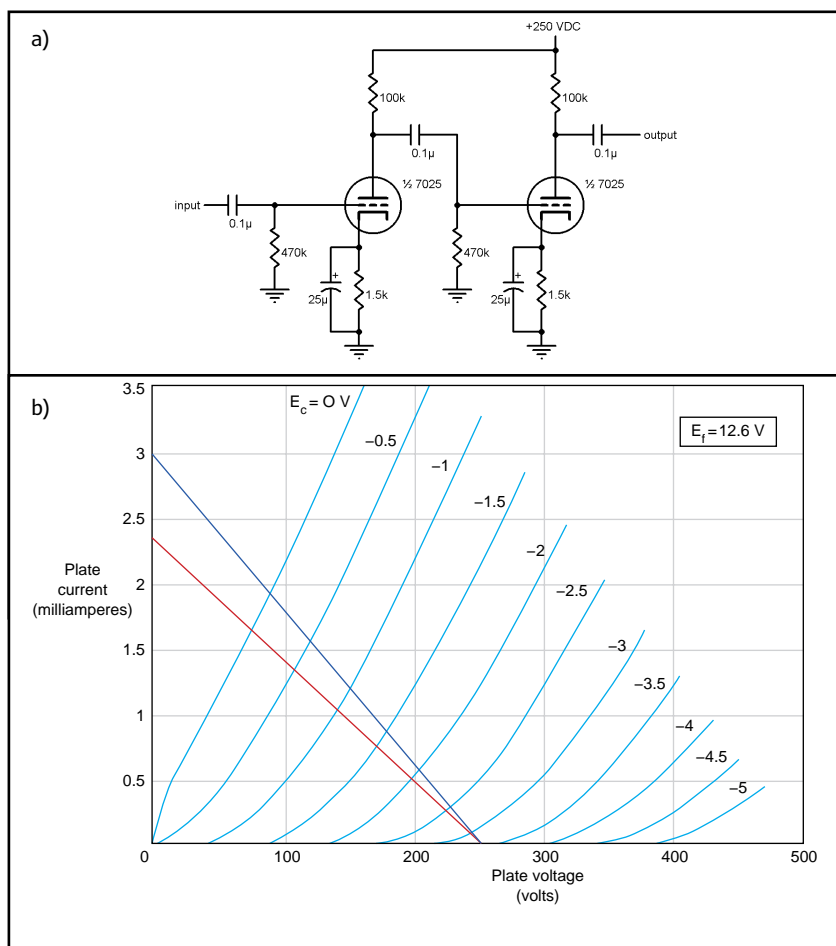 a)
+250 VDC
100k
100k
0.1µ
0.1µ
output
½ 7025
½ 7025
input
0.1µ
470k
470k
25µ
+
1.5k
25µ
+
1.5k
b)
3.5
E_c = O V
E_f = 12.6 V
–0.5
–1
–1.5
–2
–2.5
–3
–3.5
–4
–4.5
–5
3
2.5
2
1.5
1
0.5
Plate
current
(milliamperes)
0
100
200
300
400
500
Plate voltage
(volts)